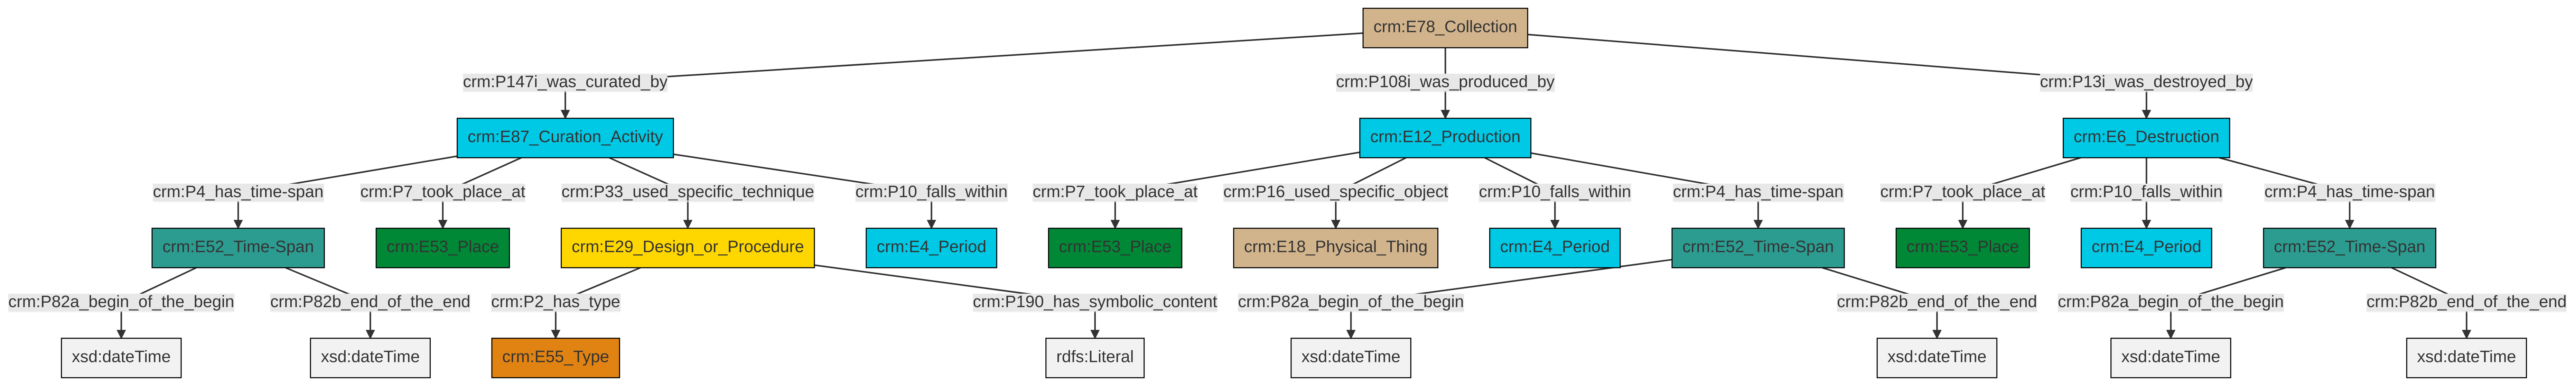 crm:E78_Collection
crm:P147i_was_curated_by
crm:P108i_was_produced_by
crm:P13i_was_destroyed_by
crm:E87_Curation_Activity
crm:E12_Production
crm:E6_Destruction
crm:P4_has_time-span
crm:P7_took_place_at
crm:P33_used_specific_technique
crm:P10_falls_within
crm:P7_took_place_at
crm:P16_used_specific_object
crm:P10_falls_within
crm:P4_has_time-span
crm:P7_took_place_at
crm:P10_falls_within
crm:P4_has_time-span
crm:E52_Time-Span
crm:E53_Place
crm:E29_Design_or_Procedure
crm:E4_Period
crm:E53_Place
crm:E18_Physical_Thing
crm:E4_Period
crm:E52_Time-Span
crm:E53_Place
crm:E4_Period
crm:E52_Time-Span
crm:P82a_begin_of_the_begin
crm:P82b_end_of_the_end
crm:P2_has_type
crm:P190_has_symbolic_content
crm:P82a_begin_of_the_begin
crm:P82b_end_of_the_end
crm:P82a_begin_of_the_begin
crm:P82b_end_of_the_end
xsd:dateTime
xsd:dateTime
crm:E55_Type
rdfs:Literal
xsd:dateTime
xsd:dateTime
xsd:dateTime
xsd:dateTime